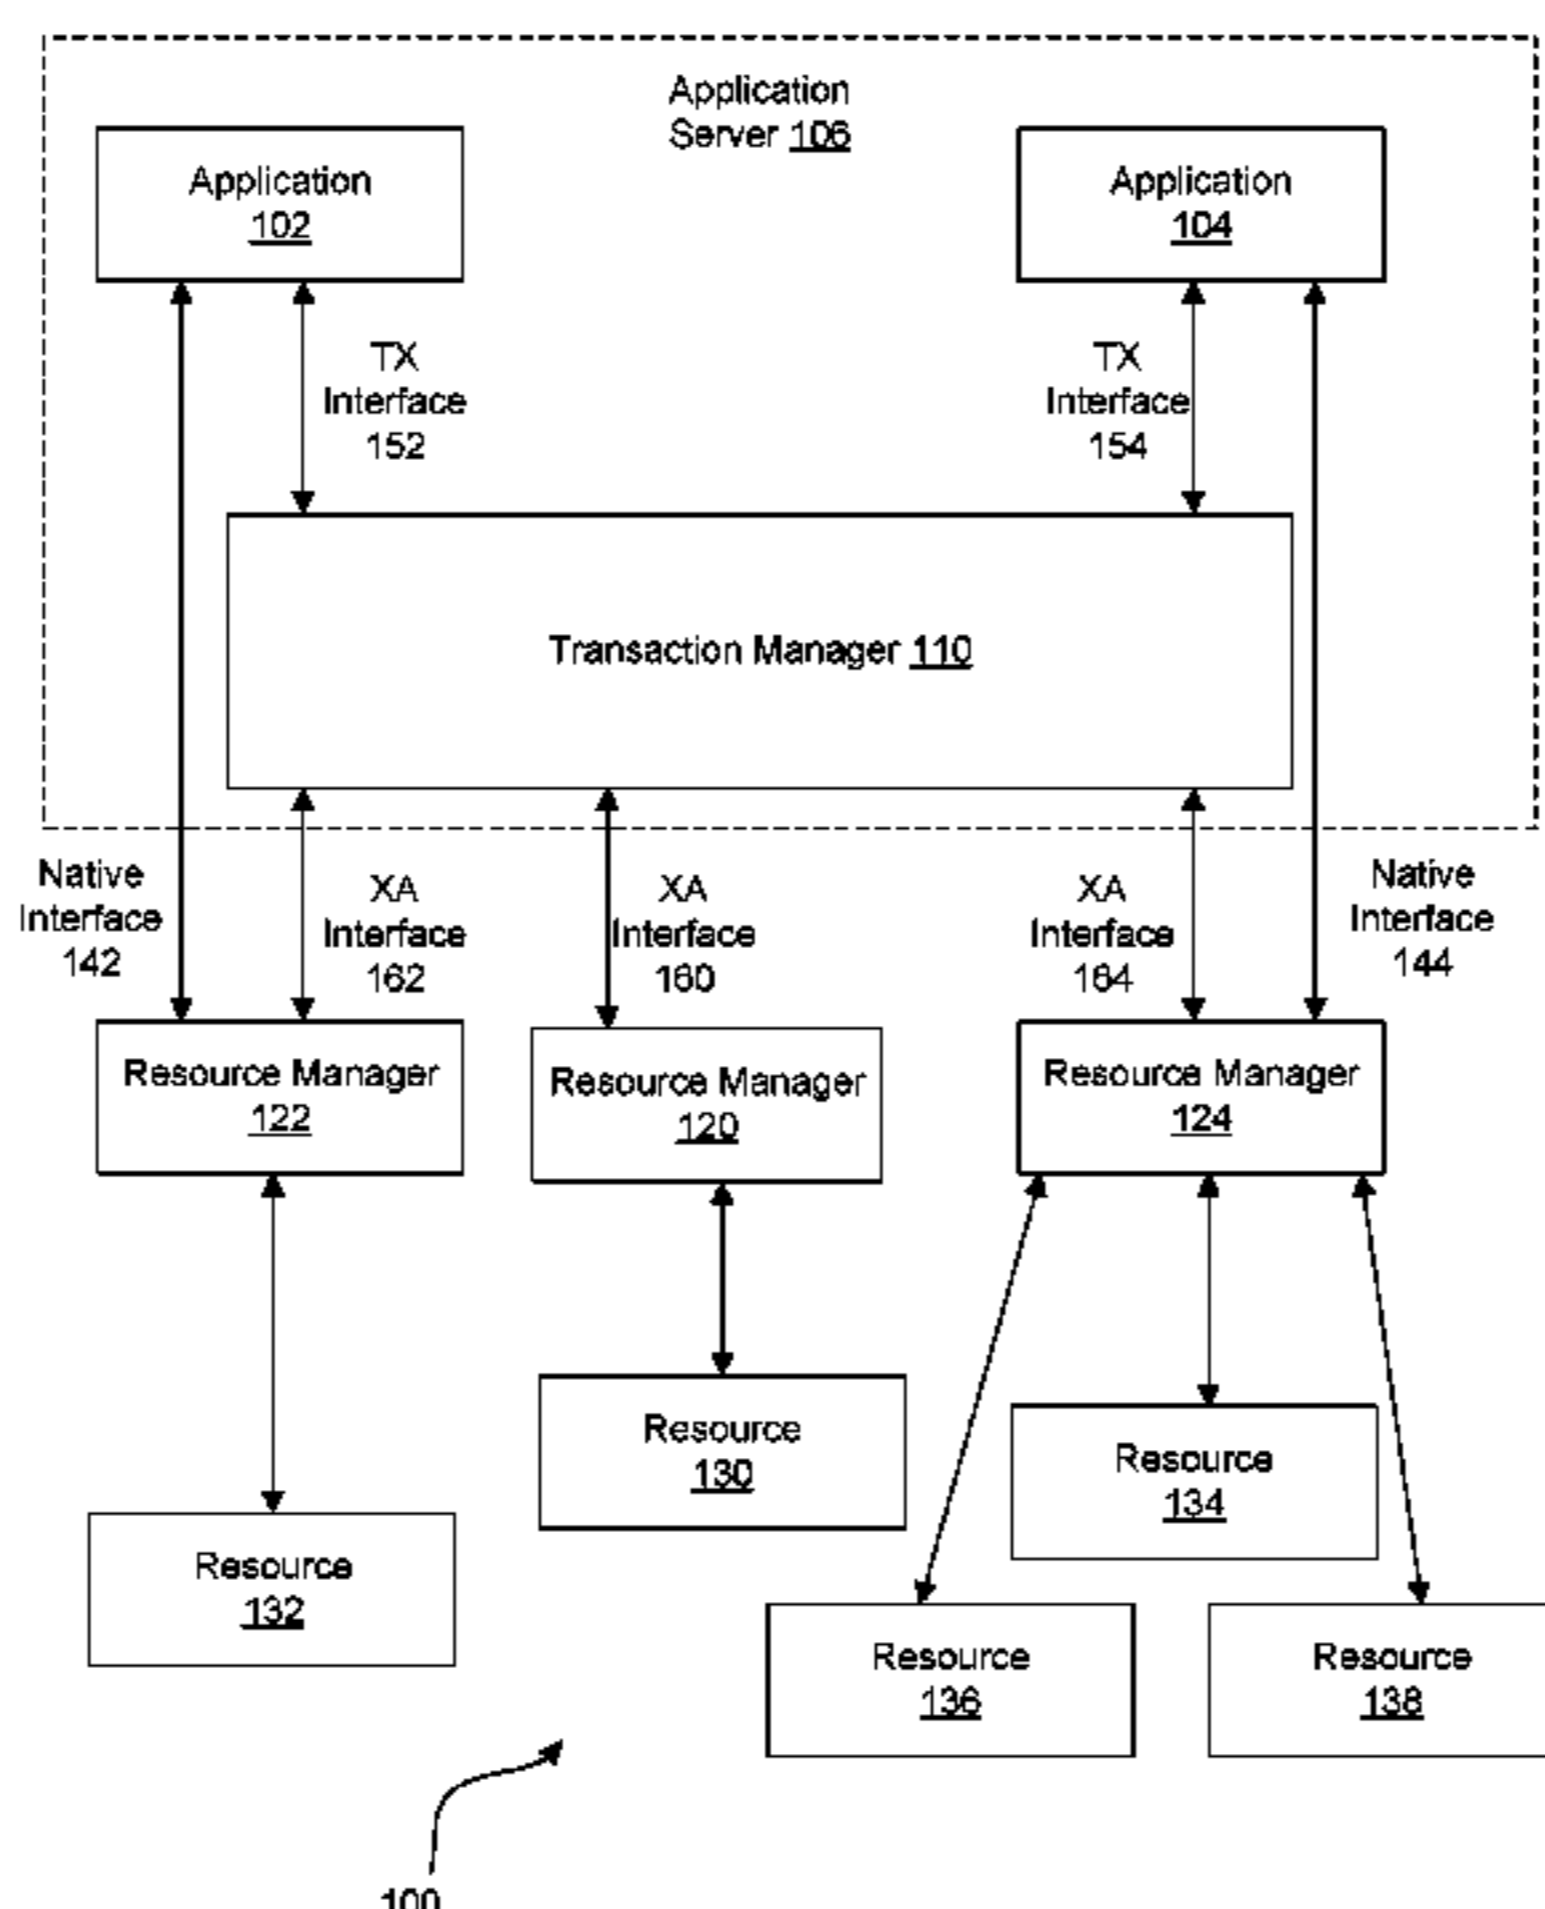 Application
Server 106
Application
102
Application
104
TX
Interface
152
TX
Interface
154
Transaction Manager 110
Native
Interface
142
XA
Interface
162
XA
Interface
160
XA
Interface
164
Native
Interface
144
Resource Manager
122
Resource Manager
120
Resource Manager
124
Resource
130
Resource
134
Resource
132
Resource
136
Resource
138
100